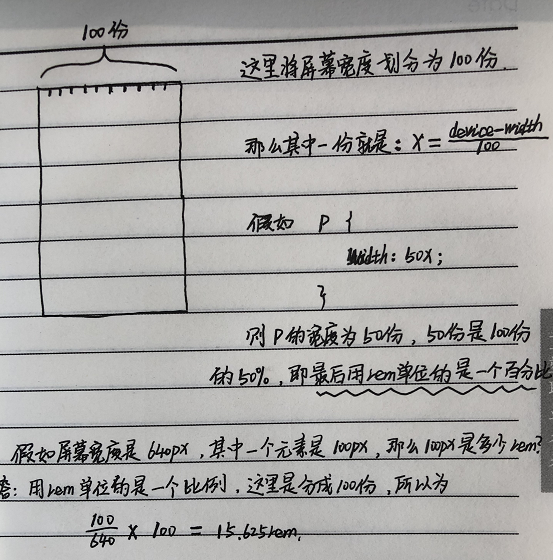 100份
这里将屏幕宽度划分为100份.
那么其中一份就是：X = device-width / 100
假如 P {
width: 50X;
}
则P的宽度为50份，50份是100份
的50%，即最后用rem单位的是一个百分比
假如屏幕宽度是640px，其中一个元素是100px，那么100px是多少rem?
答：用rem单位的是一个比例，这里是分成100份，所以为
100 / 640 × 100 = 15.625rem.